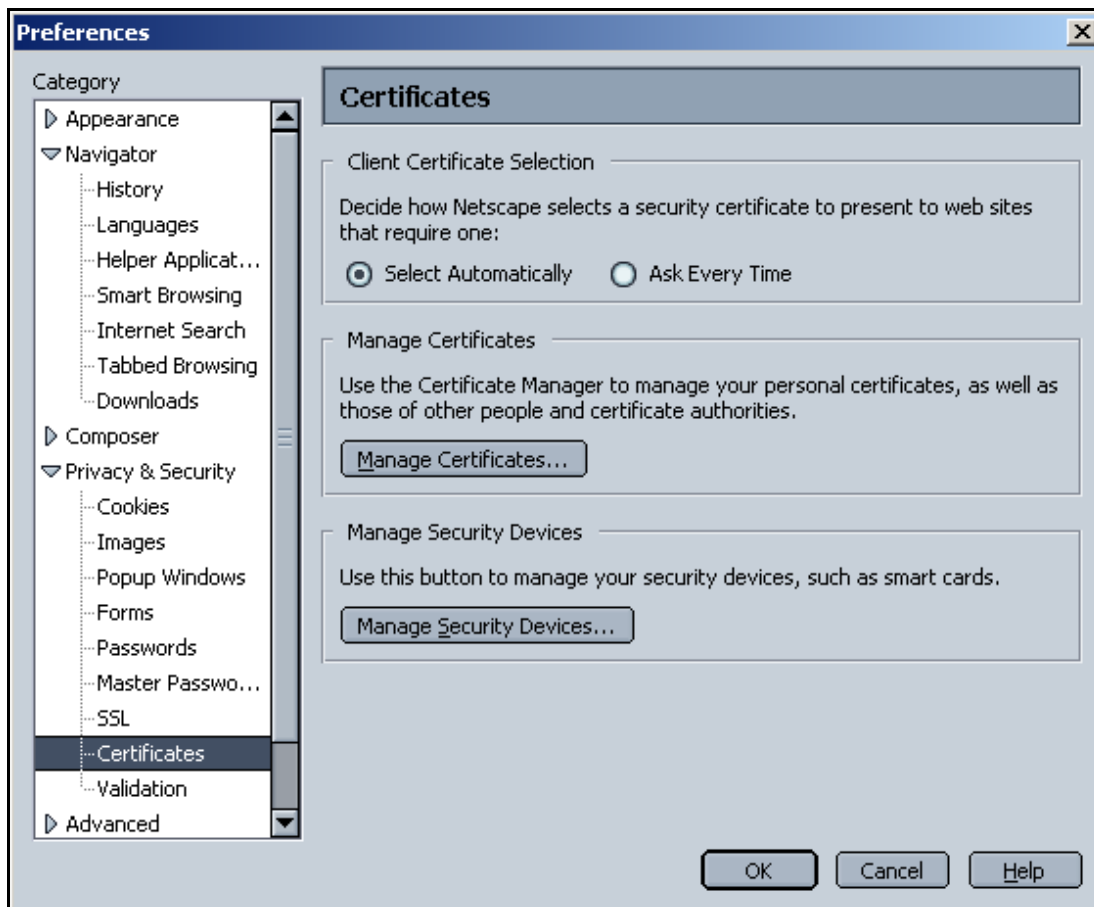 Preferences
Category
Appearance
Navigator
History
Languages
Helper Applicat...
Smart Browsing
Internet Search
Tabbed Browsing
Downloads
Composer
Privacy & Security
Cookies
Images
Popup Windows
Forms
Passwords
Master Passwo...
SSL
Certificates
Validation
Advanced
Certificates
Client Certificate Selection
Decide how Netscape selects a security certificate to present to web sites
that require one:
Select Automatically Ask Every Time
Manage Certificates
Use the Certificate Manager to manage your personal certificates, as well as
those of other people and certificate authorities.
Manage Certificates...
Manage Security Devices
Use this button to manage your security devices, such as smart cards.
Manage Security Devices...
OK Cancel Help